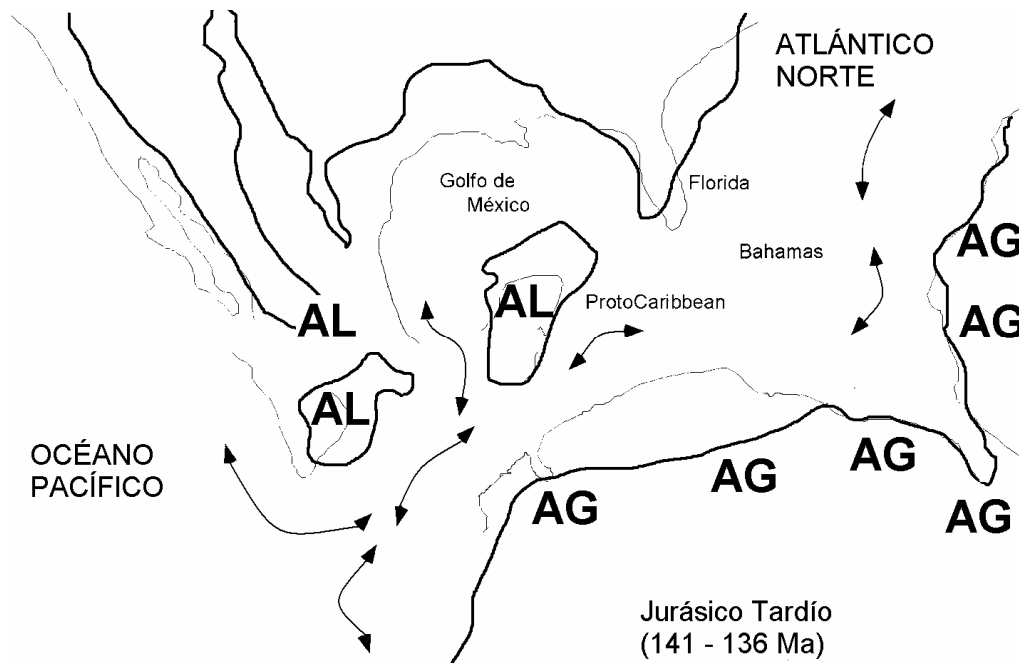 ATLÁNTICO
NORTE
Golfo de
México
Florida
AG
Bahamas
AL
ProtoCaribbean
AG
AL
AL
OCÉANO
PACÍFICO
AG
AG
AG
AG
Jurásico Tardío
(141 - 136 Ma)